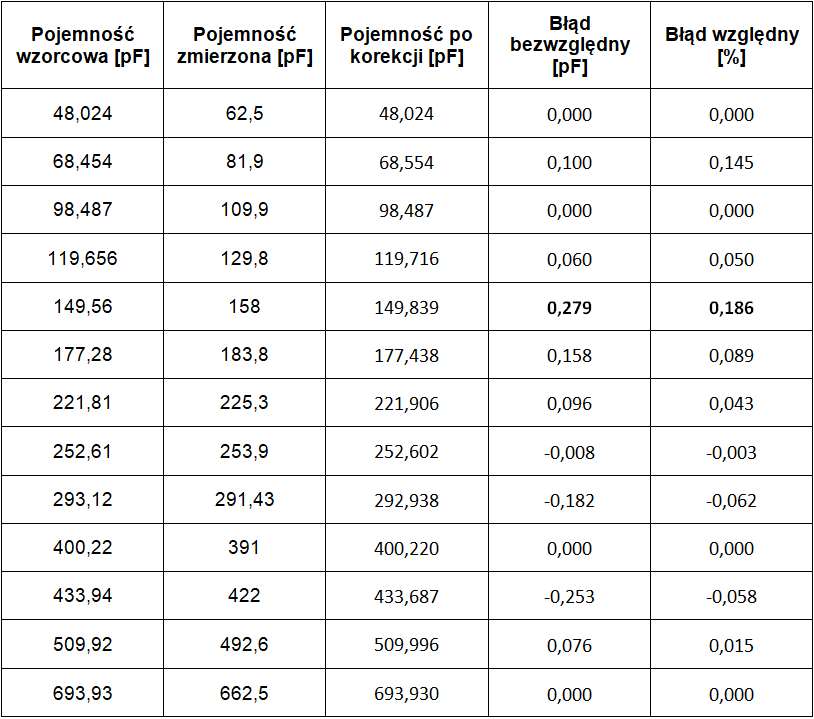 Pojemność wzorcowa [pF] Pojemność zmierzona [pF] Pojemność po korekcji [pF] Błąd bezwzględny [pF] Błąd względny [%]
48,024 62,5 48,024 0,000 0,000
68,454 81,9 68,554 0,100 0,145
98,487 109,9 98,487 0,000 0,000
119,656 129,8 119,716 0,060 0,050
149,56 158 149,839 0,279 0,186
177,28 183,8 177,438 0,158 0,089
221,81 225,3 221,906 0,096 0,043
252,61 253,9 252,602 -0,008 -0,003
293,12 291,43 292,938 -0,182 -0,062
400,22 391 400,220 0,000 0,000
433,94 422 433,687 -0,253 -0,058
509,92 492,6 509,996 0,076 0,015
693,93 662,5 693,930 0,000 0,000